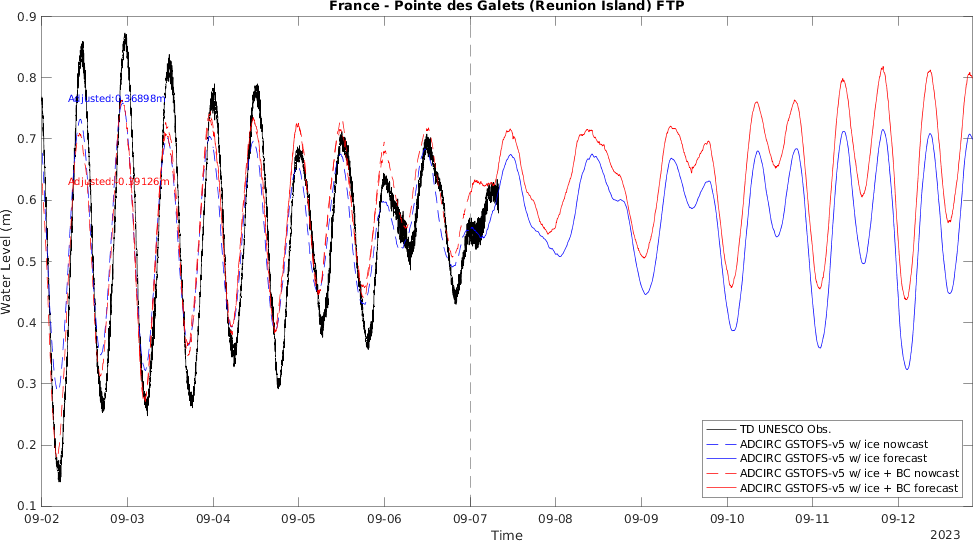 France - Pointe des Galets (Reunion Island) FTP
0.9
0.8
0.7
0.6
0.5
0.4
0.3
0.2
0.1
Water Level (m)
Adjusted:0.36898m
TD UNESCO Obs.
ADCIRC GSTOFS-v5 w/ ice nowcast
ADCIRC GSTOFS-v5 w/ ice forecast
ADCIRC GSTOFS-v5 w/ ice + BC nowcast
ADCIRC GSTOFS-v5 w/ ice + BC forecast
09-02
09-03
09-04
09-05
09-06
09-07
09-08
09-09
09-10
09-11
09-12
Time
2023